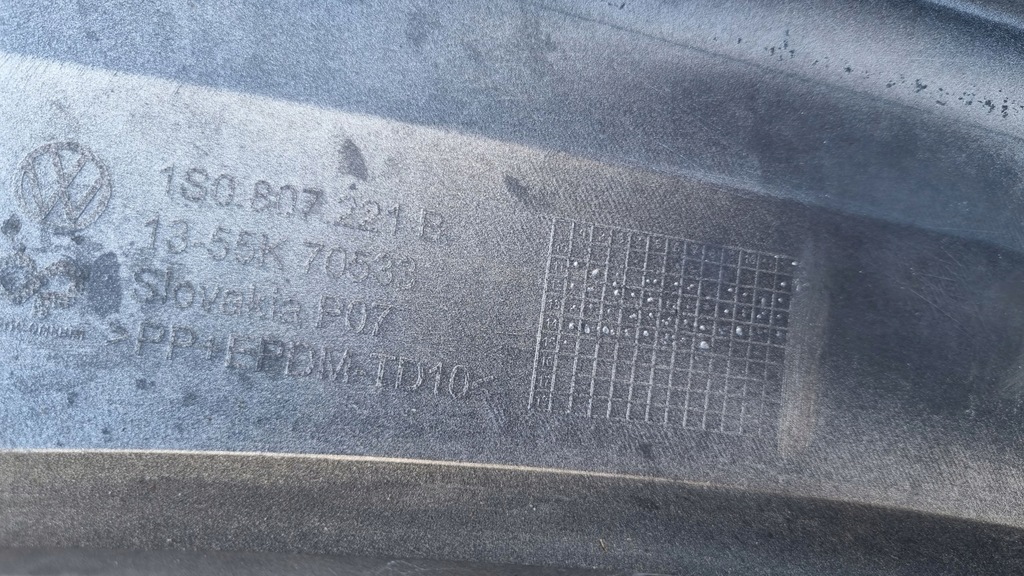 1S0.807.221 B
13-55K 70533
Slovakia P07
>PP+EPDM-TD10<